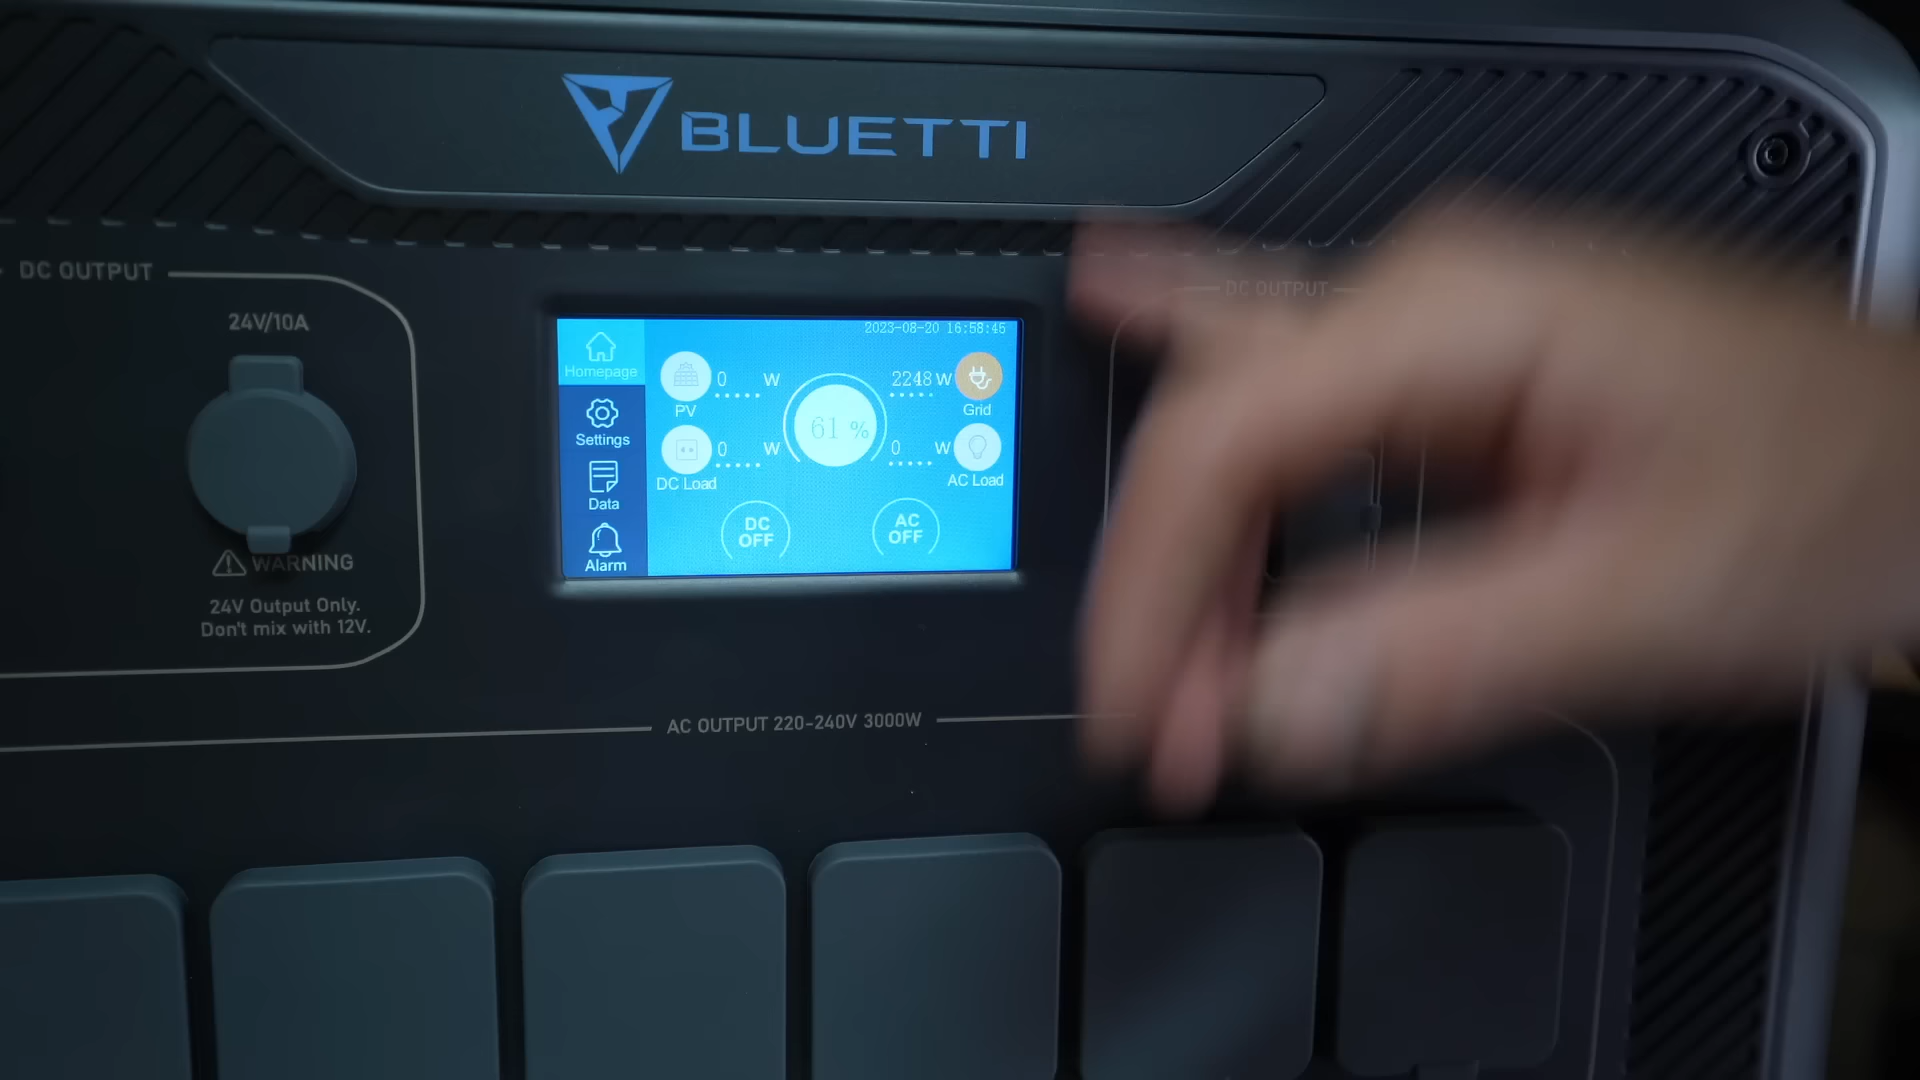 BLUETTI
DC OUTPUT
24V/10A
WARNING
24V Output Only.
Don't mix with 12V.
2023-08-20 16:58:45
Homepage
Settings
Data
Alarm
0 W
PV
0 W
DC Load
61 %
2248 W
Grid
0 W
AC Load
DC
OFF
AC
OFF
DC OUTPUT
AC OUTPUT 220-240V 3000W